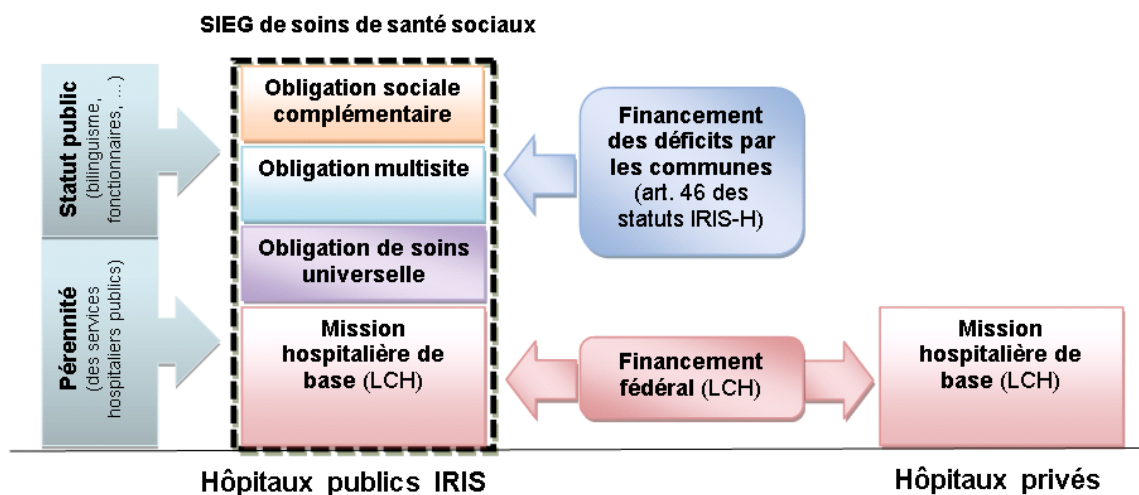 SIEG de soins de santé sociaux
Statut public
(bilinguisme,
fonctionnaires, ...)
Pérennité
(des services
hospitaliers publics)
Obligation sociale
complémentaire
Obligation multisite
Obligation de soins
universelle
Mission
hospitalière de
base (LCH)
Financement
des déficits par
les communes
(art. 46 des
statuts IRIS-H)
Financement
fédéral (LCH)
Mission
hospitalière de
base (LCH)
Hôpitaux publics IRIS
Hôpitaux privés